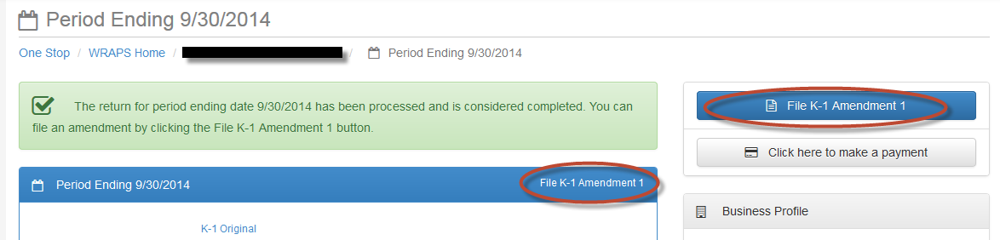 Period Ending 9/30/2014
One Stop / WRAPS Home / / Period Ending 9/30/2014
The return for period ending date 9/30/2014 has been processed and is considered completed. You can
file an amendment by clicking the File K-1 Amendment 1 button.
File K-1 Amendment 1
Click here to make a payment
Period Ending 9/30/2014 File K-1 Amendment 1
K-1 Original
Business Profile